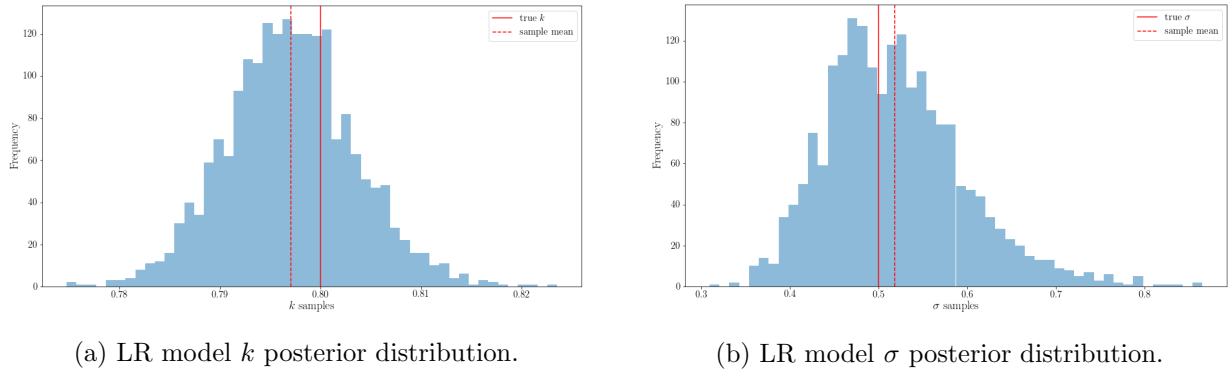 true k
sample mean
Frequency
120
100
80
60
40
20
0
0.78
0.79
0.80
0.81
0.82
k samples
(a) LR model k posterior distribution.
true σ
sample mean
Frequency
120
100
80
60
40
20
0
0.3
0.4
0.5
0.6
0.7
0.8
σ samples
(b) LR model σ posterior distribution.